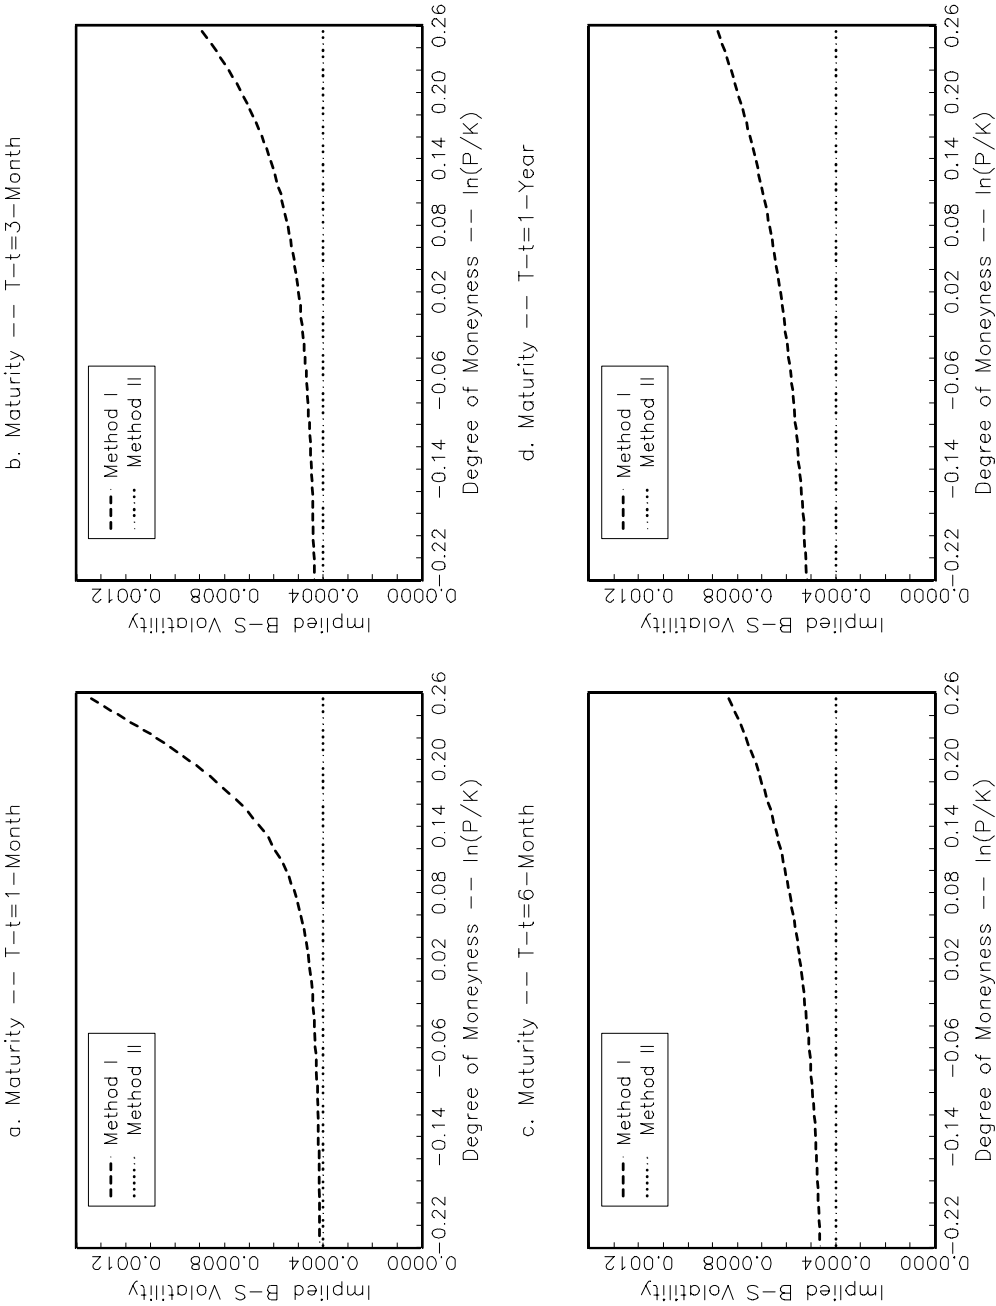 a. Maturity −− T−t=1−Month
Implied B−S Volatility
0.0000 0.0004 0.0008 0.0012
Method I
Method II
−0.22 −0.14 −0.06 0.02 0.08 0.14 0.20 0.26
Degree of Moneyness −− ln(P/K)
b. Maturity −− T−t=3−Month
Implied B−S Volatility
0.0000 0.0004 0.0008 0.0012
Method I
Method II
−0.22 −0.14 −0.06 0.02 0.08 0.14 0.20 0.26
Degree of Moneyness −− ln(P/K)
c. Maturity −− T−t=6−Month
Implied B−S Volatility
0.0000 0.0004 0.0008 0.0012
Method I
Method II
−0.22 −0.14 −0.06 0.02 0.08 0.14 0.20 0.26
Degree of Moneyness −− ln(P/K)
d. Maturity −− T−t=1−Year
Implied B−S Volatility
0.0000 0.0004 0.0008 0.0012
Method I
Method II
−0.22 −0.14 −0.06 0.02 0.08 0.14 0.20 0.26
Degree of Moneyness −− ln(P/K)